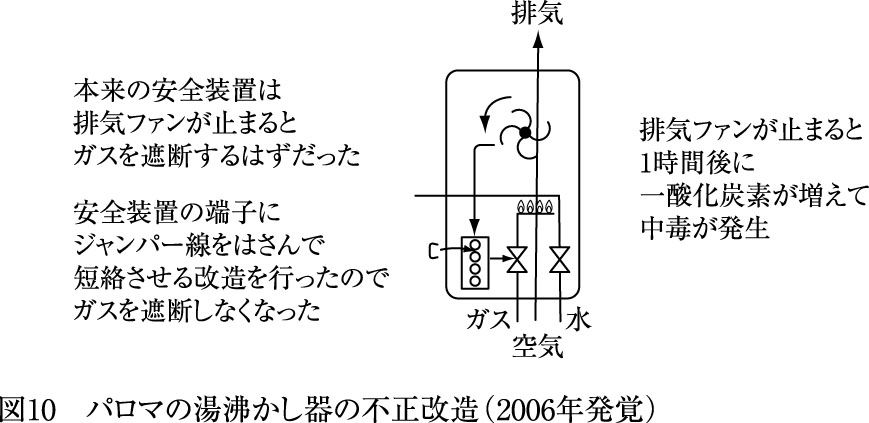 排気
本来の安全装置は
排気ファンが止まると
ガスを遮断するはずだった
安全装置の端子に
ジャンパー線をはさんで
短絡させる改造を行ったので
ガスを遮断しなくなった
排気ファンが止まると
1時間後に
一酸化炭素が増えて
中毒が発生
ガス
水
空気
図10 パロマの湯沸かし器の不正改造(2006年発覚)